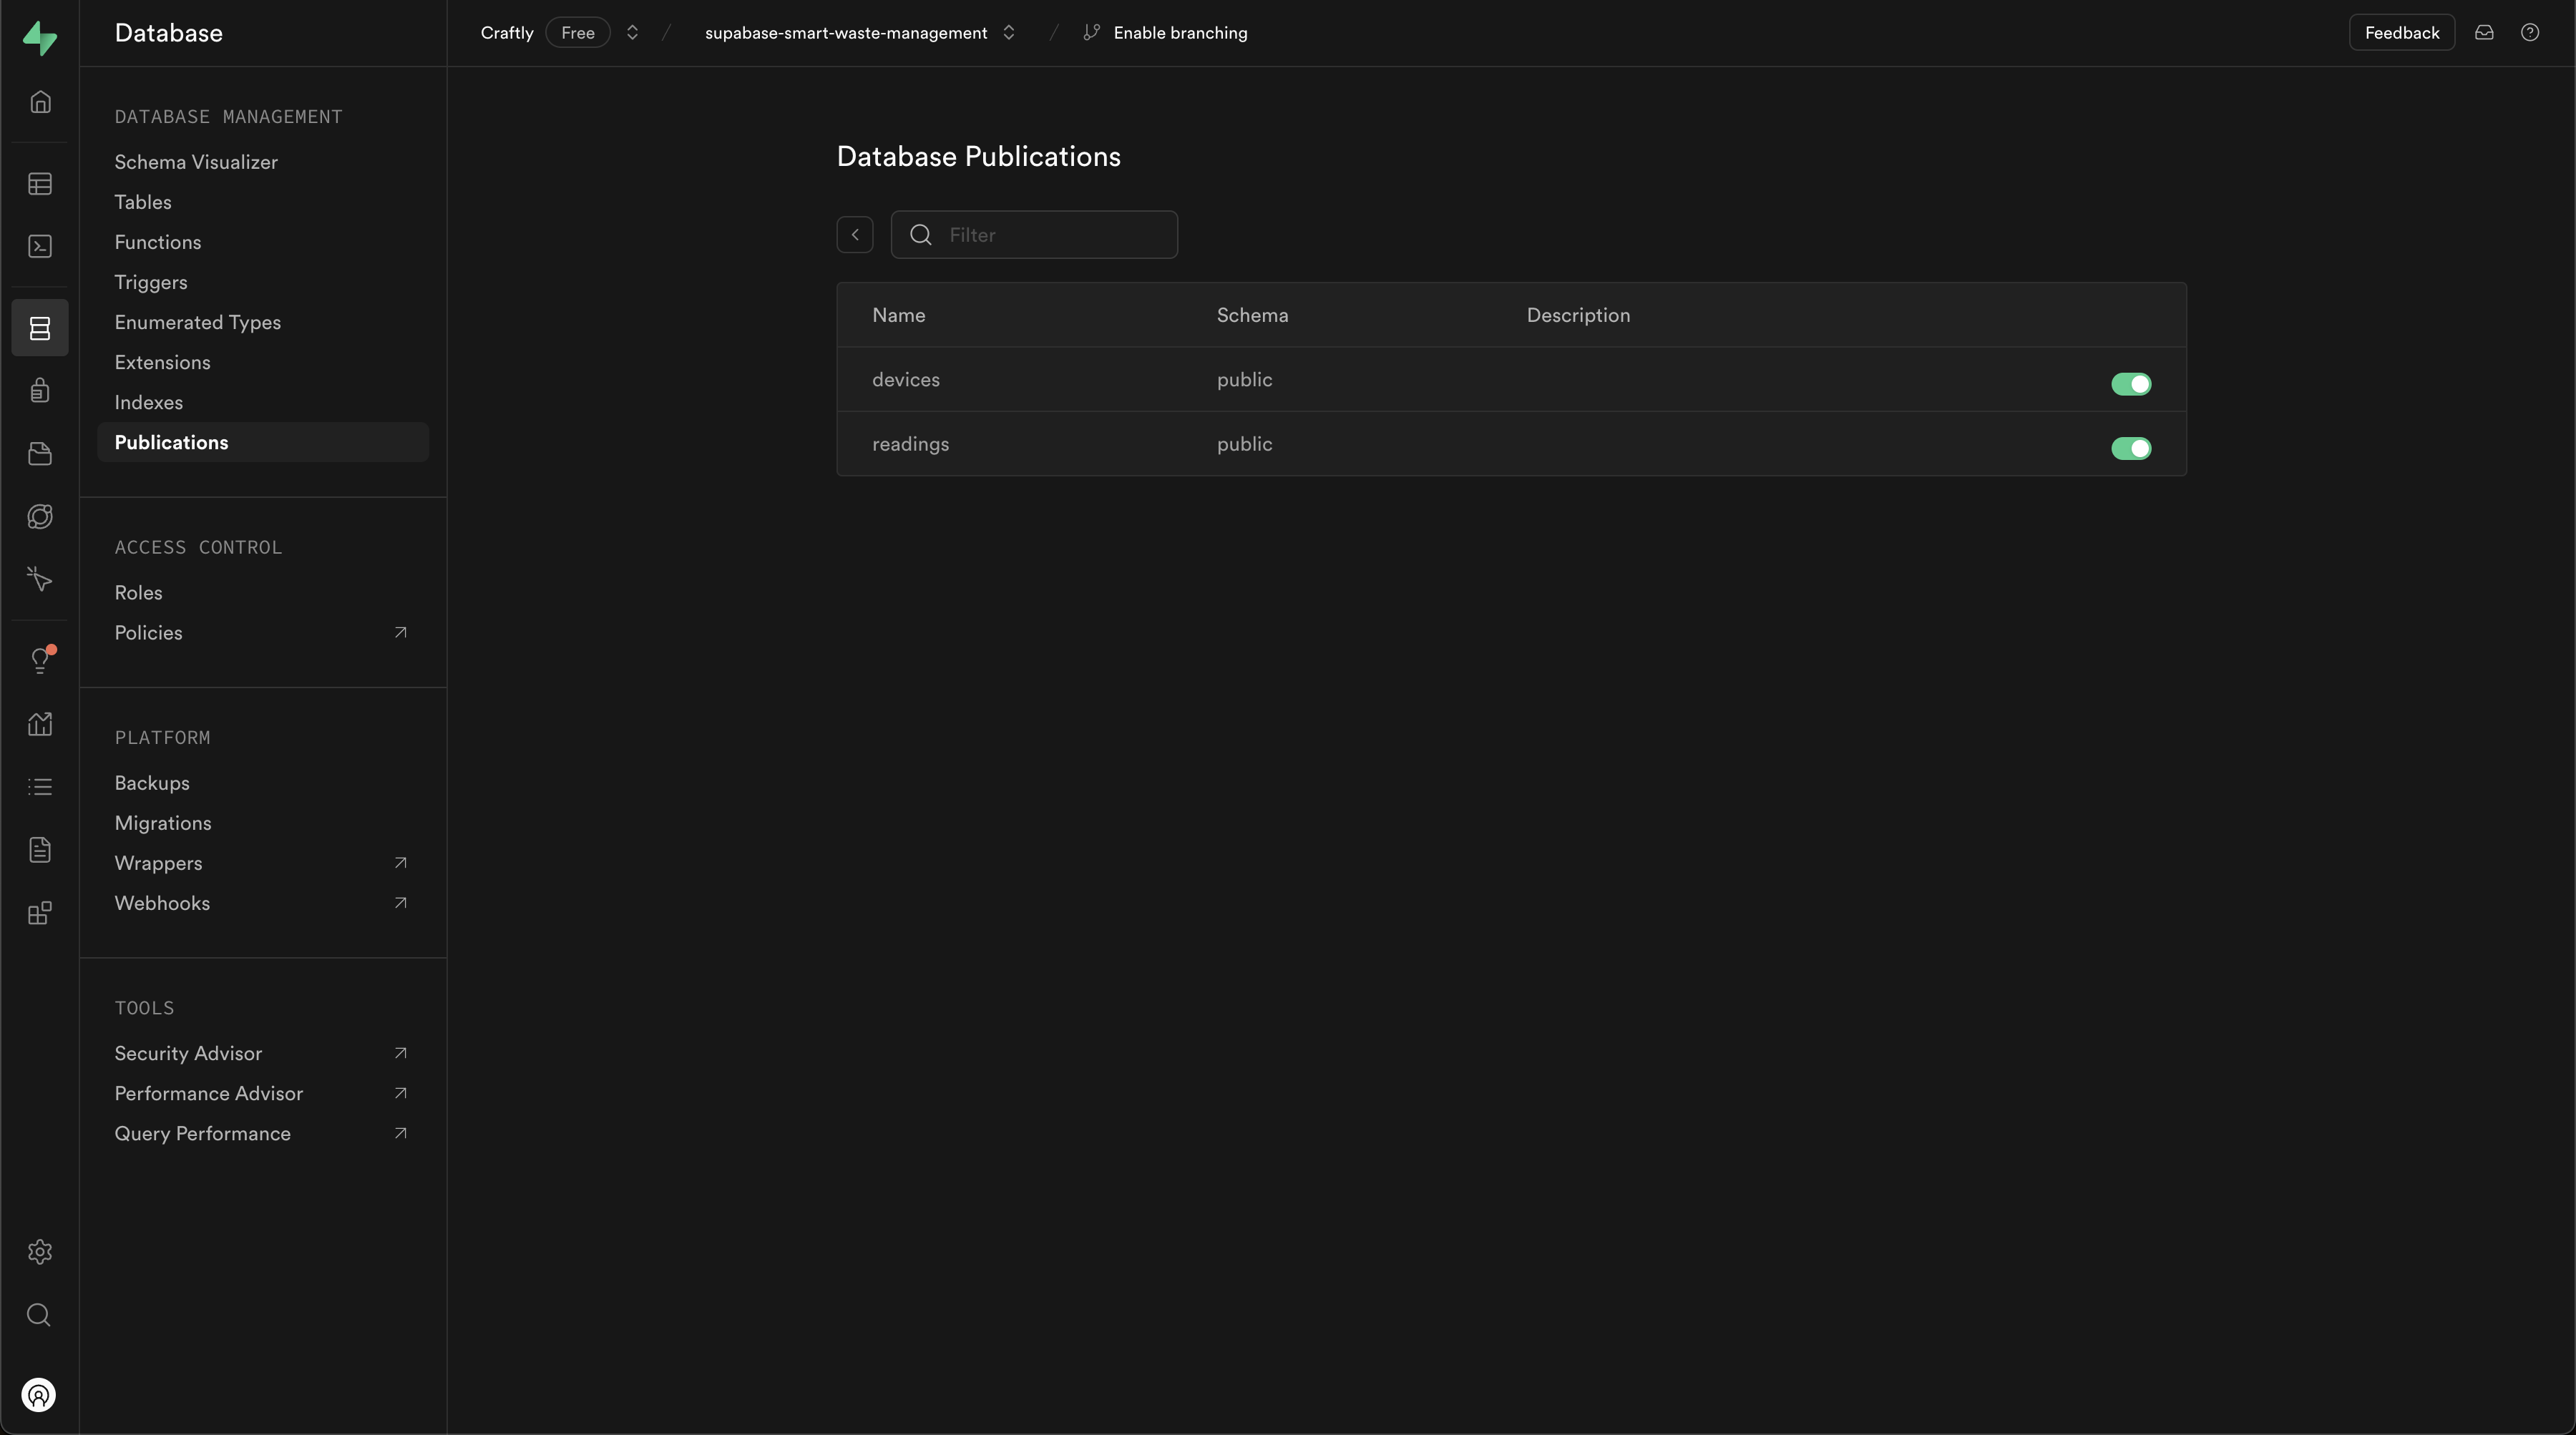 Database
Craftly Free / supabase-smart-waste-management / Enable branching
Feedback
DATABASE MANAGEMENT
Schema Visualizer
Tables
Functions
Triggers
Enumerated Types
Extensions
Indexes
Publications
ACCESS CONTROL
Roles
Policies
PLATFORM
Backups
Migrations
Wrappers
Webhooks
TOOLS
Security Advisor
Performance Advisor
Query Performance
Database Publications
Filter
Name Schema Description
devices public
readings public